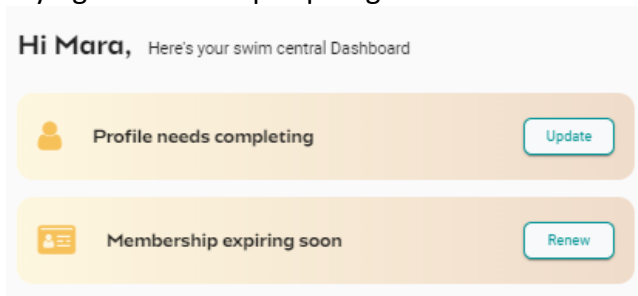 Hi Mara, Here's your swim central Dashboard
Profile needs completing Update
Membership expiring soon Renew